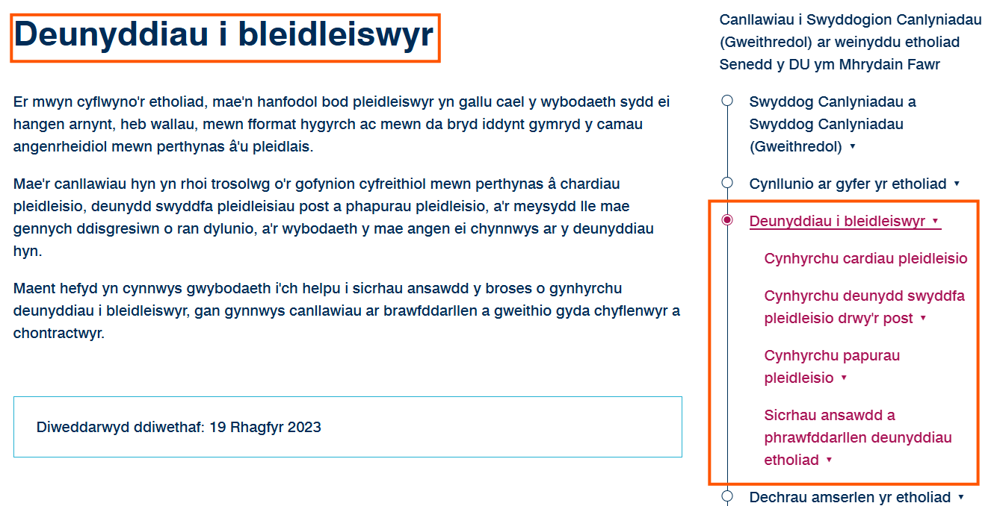 Deunyddiau i bleidleiswyr
Er mwyn cyflwyno'r etholiad, mae'n hanfodol bod pleidleiswyr yn gallu cael y wybodaeth sydd ei
hangen arnynt, heb wallau, mewn fformat hygyrch ac mewn da bryd iddynt gymryd y camau
angenrheidiol mewn perthynas â'u pleidlais.
Mae'r canllawiau hyn yn rhoi trosolwg o'r gofynion cyfreithiol mewn perthynas â chardiau
pleidleisio, deunydd swyddfa pleidleisiau post a phapurau pleidleisio, a'r meysydd lle mae
gennych ddisgresiwn o ran dylunio, a'r wybodaeth y mae angen ei chynnwys ar y deunyddiau
hyn.
Maent hefyd yn cynnwys gwybodaeth i'ch helpu i sicrhau ansawdd y broses o gynhyrchu
deunyddiau i bleidleiswyr, gan gynnwys canllawiau ar brawfddarllen a gweithio gyda chyflenwyr a
chontractwyr.
Diweddarwyd ddiwethaf: 19 Rhagfyr 2023
Canllawiau i Swyddogion Canlyniadau
(Gweithredol) ar weinyddu etholiad
Senedd y DU ym Mhrydain Fawr
Swyddog Canlyniadau a
Swyddog Canlyniadau
(Gweithredol) ▾
Cynllunio ar gyfer yr etholiad ▾
Deunyddiau i bleidleiswyr ▾
Cynhyrchu cardiau pleidleisio
Cynhyrchu deunydd swyddfa
pleidleisio drwy'r post ▾
Cynhyrchu papurau
pleidleisio ▾
Sicrhau ansawdd a
phrawfddarllen deunyddiau
etholiad ▾
Dechrau amserlen yr etholiad ▾